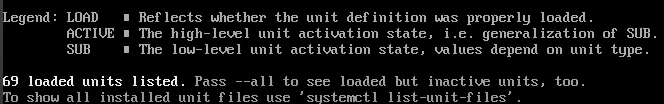 Legend: LOAD   ■ Reflects whether the unit definition was properly loaded.
        ACTIVE ■ The high-level unit activation state, i.e. generalization of SUB.
        SUB    ■ The low-level unit activation state, values depend on unit type.
69 loaded units listed. Pass --all to see loaded but inactive units, too.
To show all installed unit files use 'systemctl list-unit-files'.